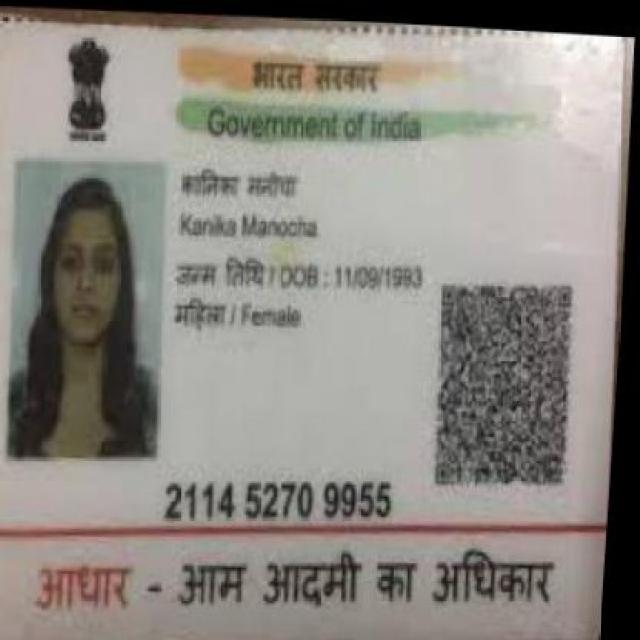 भारत सरकार
Government of India
कानिका मनोचा
Kanika Manocha
जन्म तिथि / DOB : 11/09/1993
महिला / Female
2114 5270 9955
आधार - आम आदमी का अधिकार